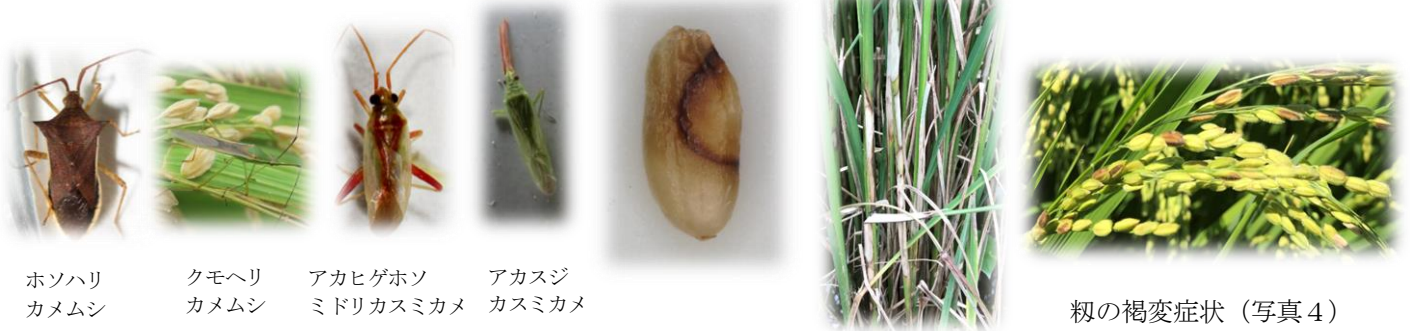 ホソハリ
カメムシ
クモヘリ
カメムシ
アカヒゲホソ
ミドリカスミカメ
アカスジ
カスミカメ
籾の褐変症状（写真４）